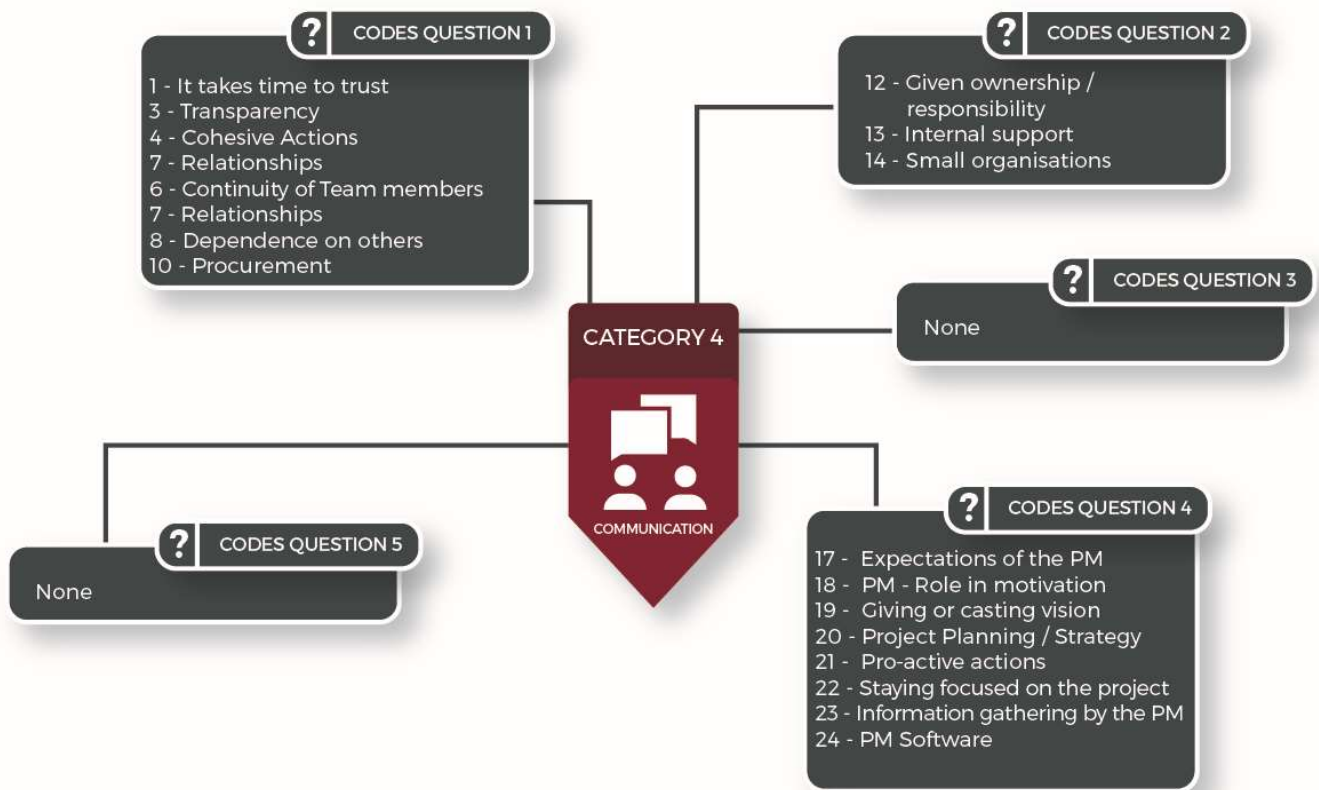 ? CODES QUESTION 1
1 - It takes time to trust
3 - Transparency
4 - Cohesive Actions
7 - Relationships
6 - Continuity of Team members
7 - Relationships
8 - Dependence on others
10 - Procurement
? CODES QUESTION 2
12 - Given ownership /
responsibility
13 - Internal support
14 - Small organisations
? CODES QUESTION 3
None
CATEGORY 4
COMMUNICATION
? CODES QUESTION 4
17 - Expectations of the PM
18 - PM - Role in motivation
19 - Giving or casting vision
20 - Project Planning / Strategy
21 - Pro-active actions
22 - Staying focused on the project
23 - Information gathering by the PM
24 - PM Software
? CODES QUESTION 5
None